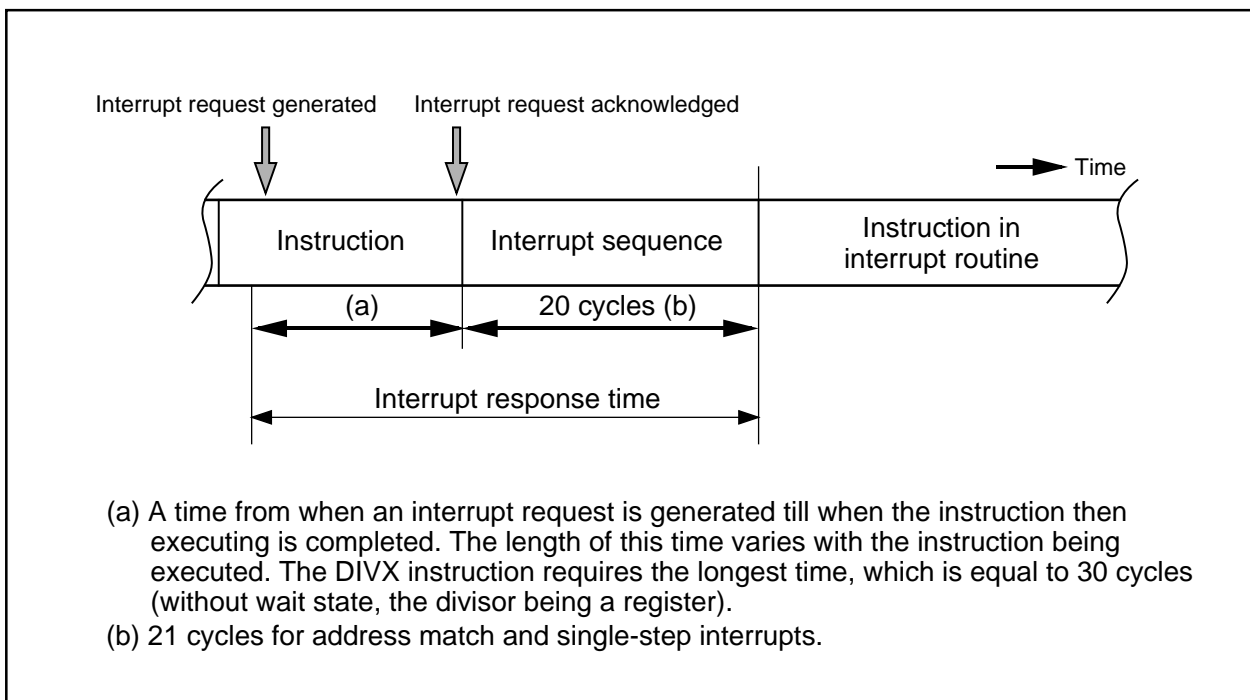 Interrupt request generated
Interrupt request acknowledged
Time
Instruction
Interrupt sequence
Instruction in
interrupt routine
(a)
20 cycles (b)
Interrupt response time
(a) A time from when an interrupt request is generated till when the instruction then
executing is completed. The length of this time varies with the instruction being
executed. The DIVX instruction requires the longest time, which is equal to 30 cycles
(without wait state, the divisor being a register).
(b) 21 cycles for address match and single-step interrupts.